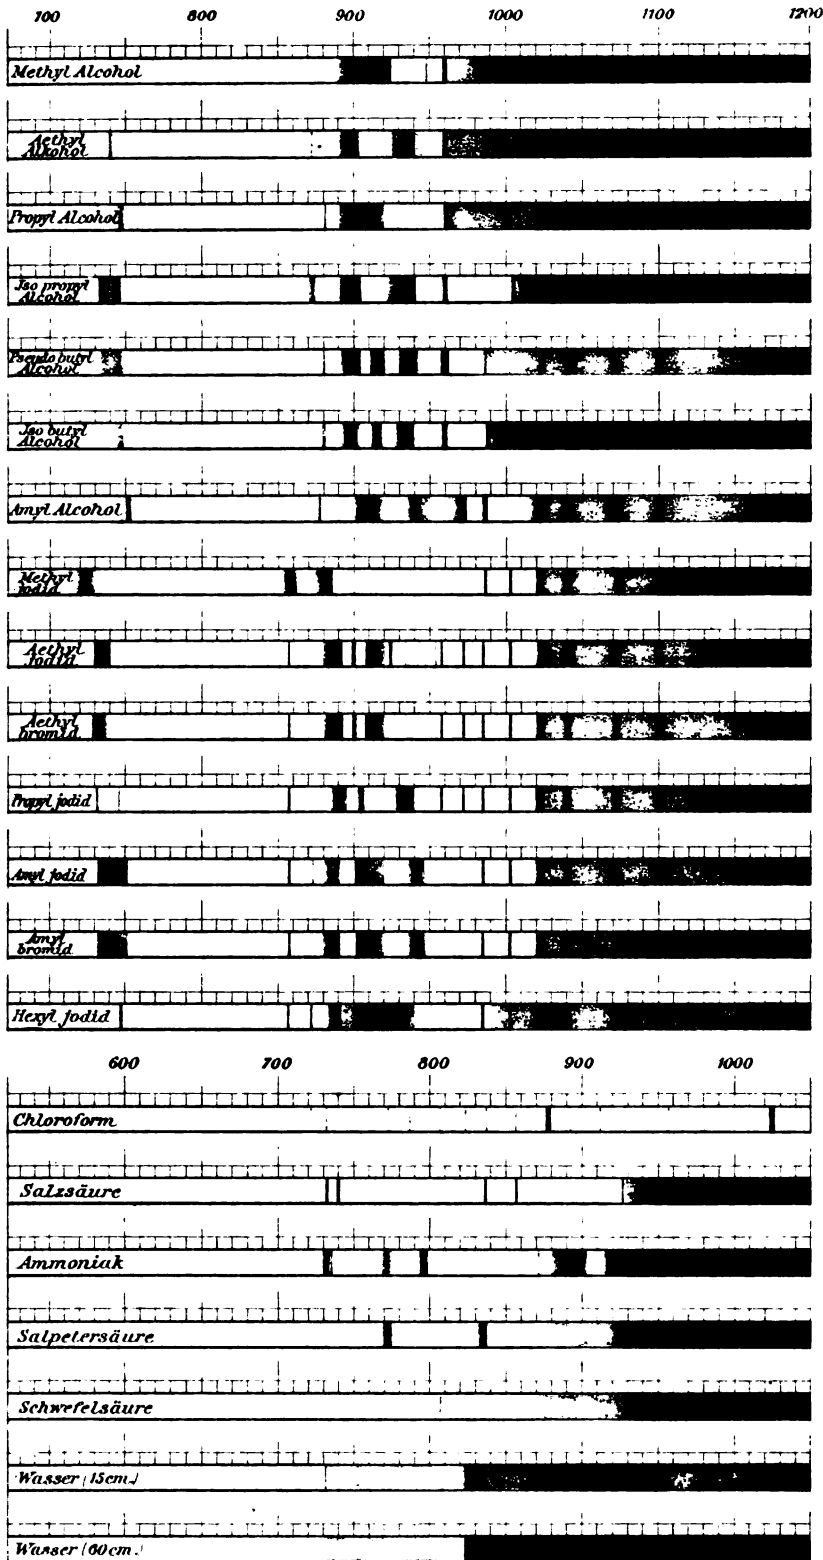 700 800 900 1000 1100 1200
Methyl Alcohol
Aethyl
Alkohol
Propyl Alcohol
Iso propyl
Alcohol
Pseudo butyl
Alcohol
Iso butyl
Alcohol
Amyl Alcohol
Methyl
jodid
Aethyl
Jodid
Aethyl
bromid
Propyl jodid
Amyl jodid
Amyl
bromid
Hexyl jodid
600 700 800 900 1000
Chloroform
Salzsäure
Ammoniak
Salpetersäure
Schwefelsäure
Wasser (15cm.)
Wasser (60cm.)